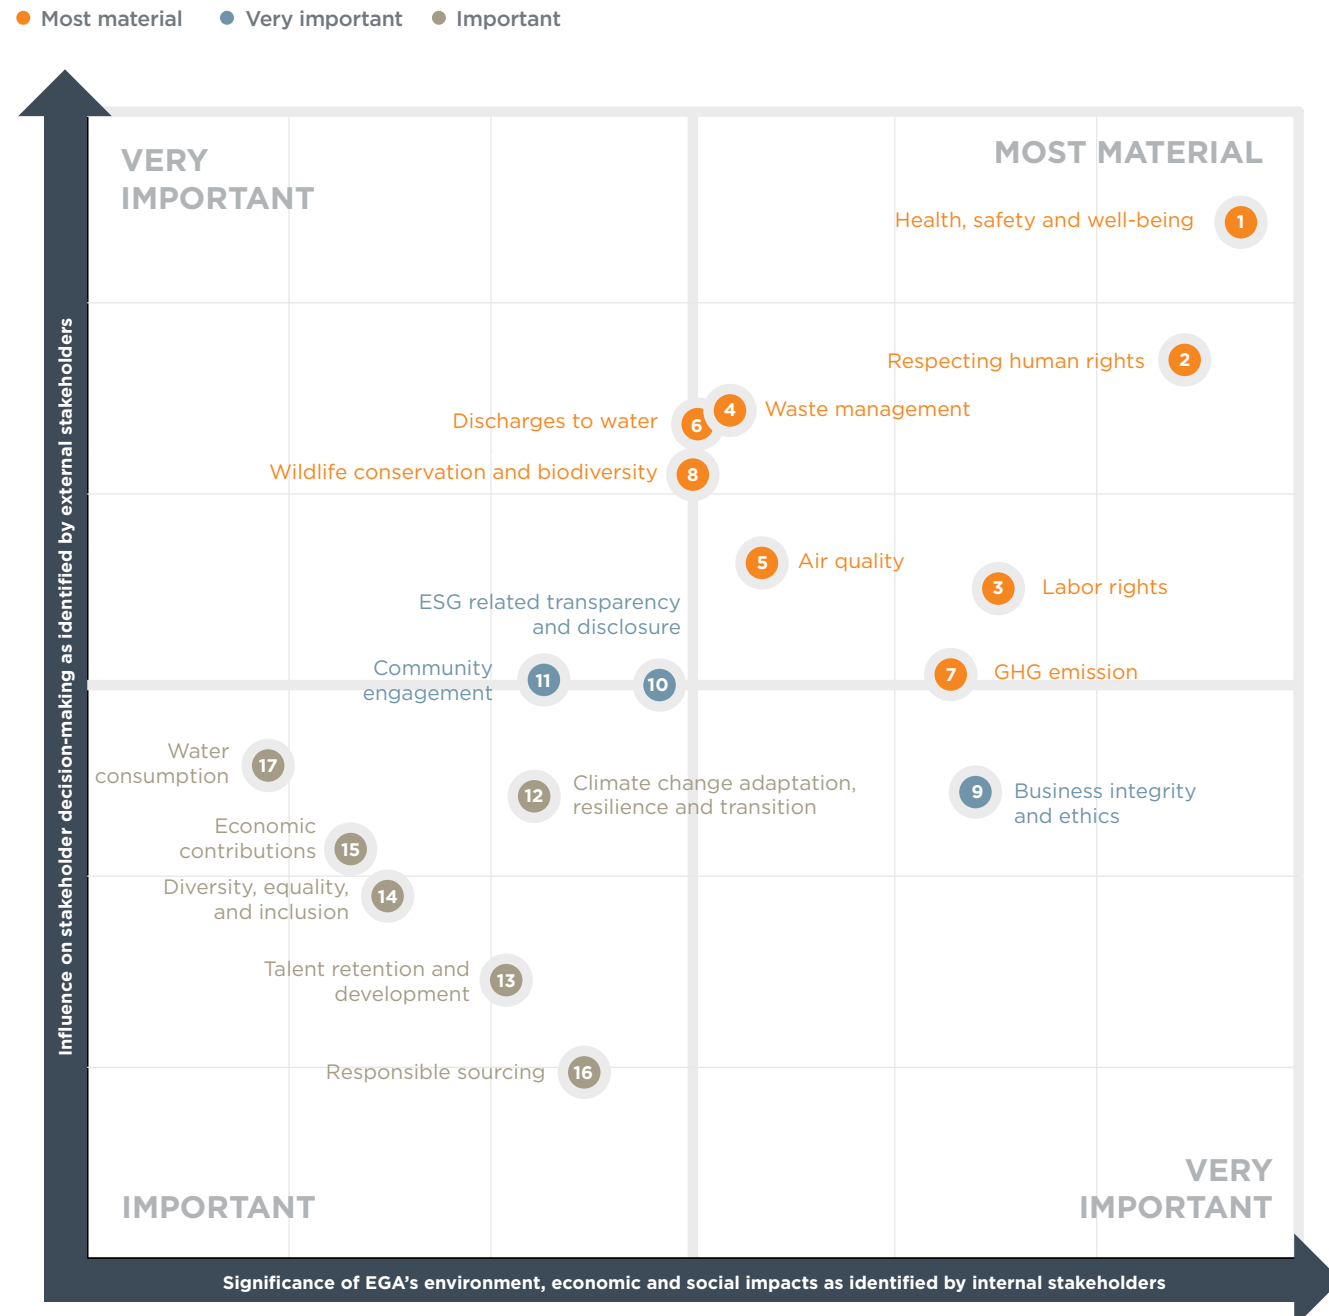 Most material
Very important
Important
VERY
IMPORTANT
MOST MATERIAL
Health, safety and well-being
1
Respecting human rights
2
4
Waste management
Discharges to water
6
Wildlife conservation and biodiversity
8
5
Air quality
3
Labor rights
ESG related transparency
and disclosure
10
Community
engagement
11
7
GHG emission
Water
consumption
17
12
Climate change adaptation,
resilience and transition
9
Business integrity
and ethics
Economic
contributions
15
Diversity, equality,
and inclusion
14
Talent retention and
development
13
Responsible sourcing
16
IMPORTANT
VERY
IMPORTANT
Influence on stakeholder decision-making as identified by external stakeholders
Significance of EGA's environment, economic and social impacts as identified by internal stakeholders